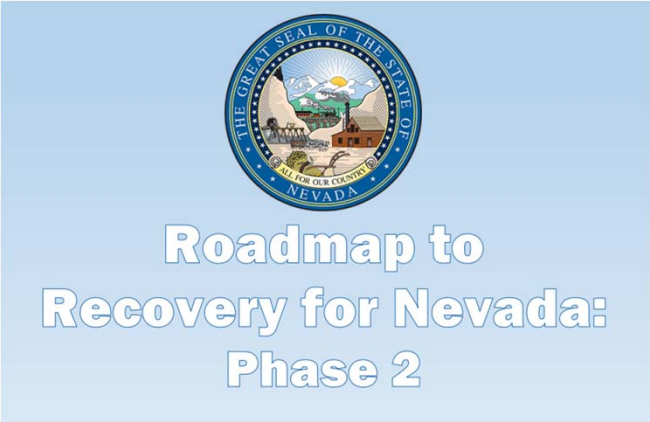 THE GREAT SEAL OF THE STATE OF
NEVADA
ALL FOR OUR COUNTRY
Roadmap to
Recovery for Nevada:
Phase 2